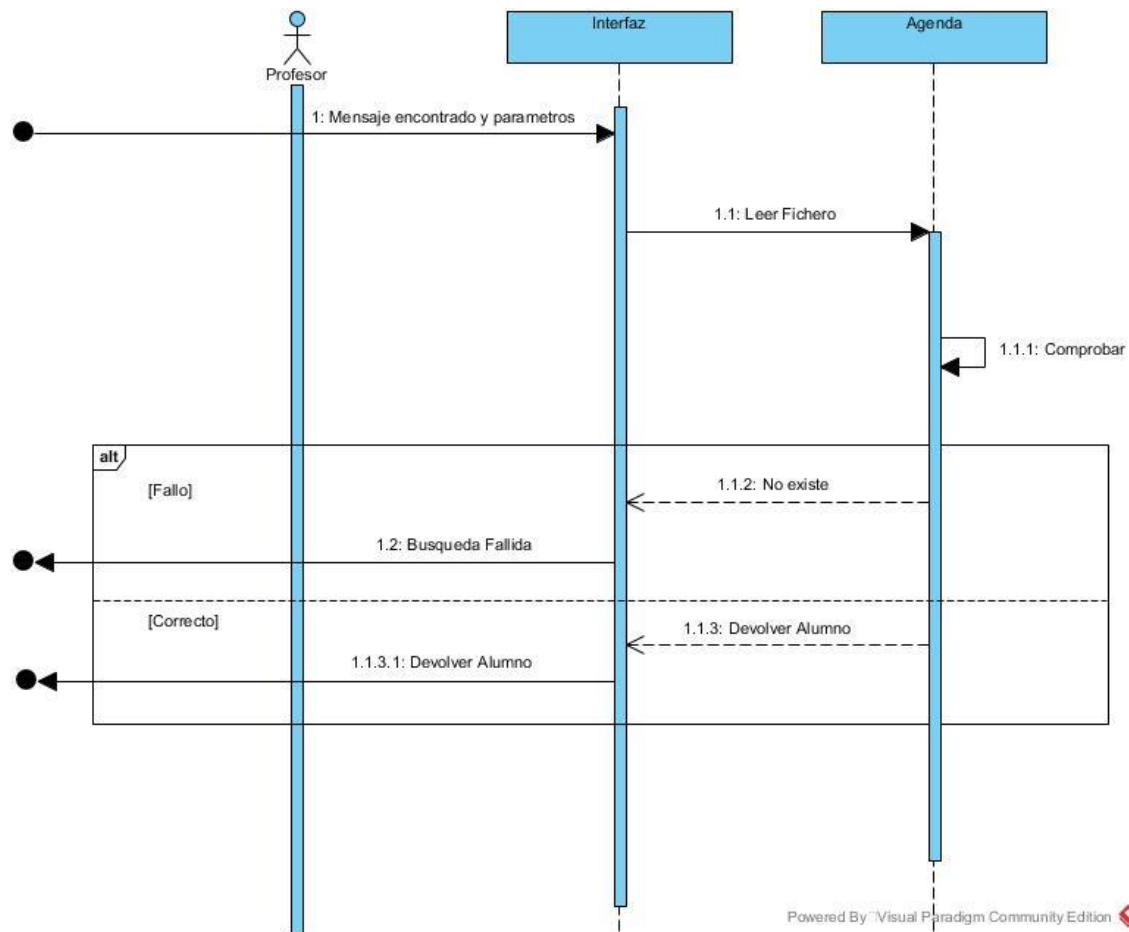 Interfaz
Agenda
Profesor
1: Mensaje encontrado y parametros
1.1: Leer Fichero
1.1.1: Comprobar
alt
[Fallo]
1.1.2: No existe
1.2: Busqueda Fallida
[Correcto]
1.1.3: Devolver Alumno
1.1.3.1: Devolver Alumno
Powered By Visual Paradigm Community Edition